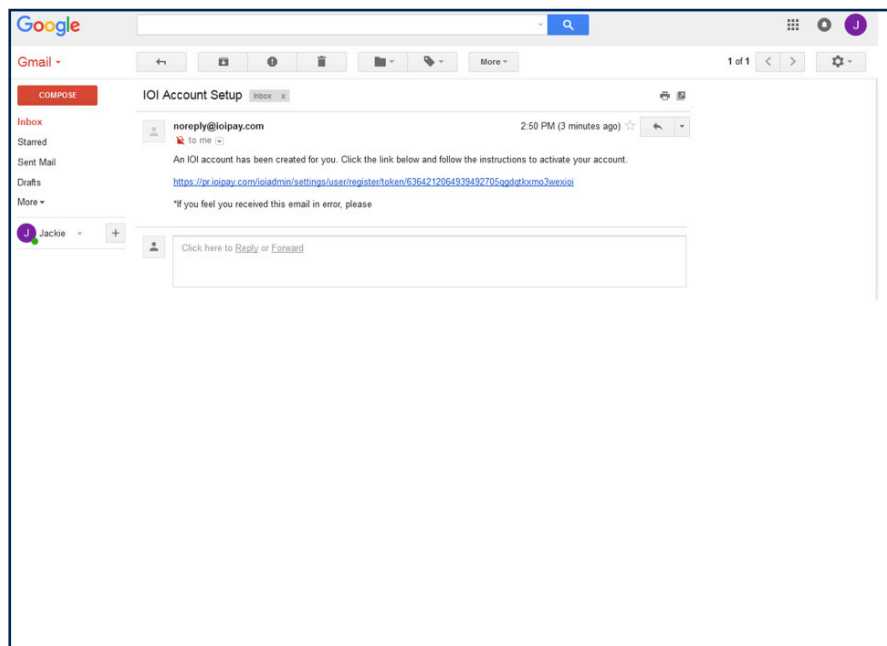 Google
J
Gmail
More
1 of 1
COMPOSE
IOI Account Setup Inbox x
Inbox
noreply@ioipay.com 2:50 PM (3 minutes ago)
to me
Starred
Sent Mail
Drafts
More
An IOI account has been created for you. Click the link below and follow the instructions to activate your account.
https://pr.ioipay.com/ioiadmin/settings/user/register/token/6364212064939492705qgdqtkxmo3wexioi
*If you feel you received this email in error, please
J Jackie +
Click here to Reply or Forward